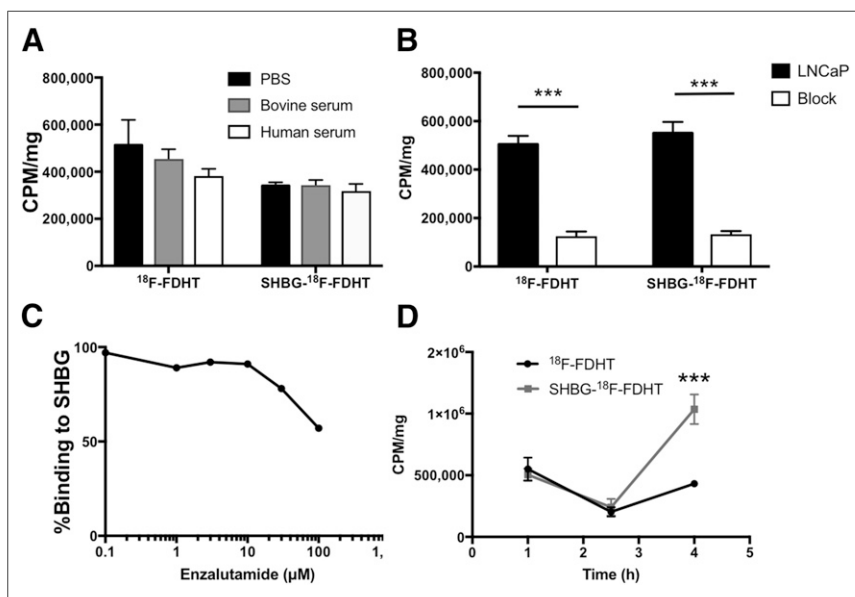 A
CPM/mg
800,000
600,000
400,000
200,000
0
PBS
Bovine serum
Human serum
¹⁸F-FDHT
SHBG-¹⁸F-FDHT
B
CPM/mg
800,000
600,000
400,000
200,000
0
***
***
LNCaP
Block
¹⁸F-FDHT
SHBG-¹⁸F-FDHT
C
%Binding to SHBG
100
50
0
0.1
1
10
100
1,
Enzalutamide (µM)
D
CPM/mg
2×10⁶
1×10⁶
500,000
0
¹⁸F-FDHT
SHBG-¹⁸F-FDHT
***
0
1
2
3
4
5
Time (h)